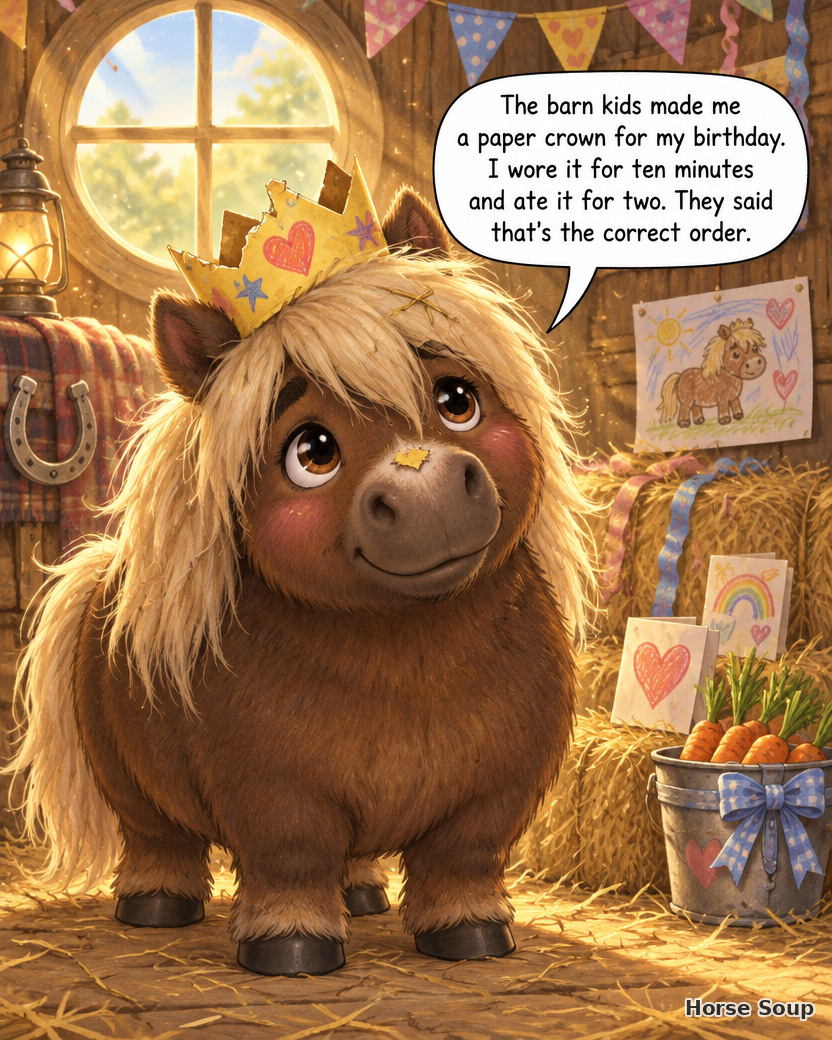 The barn kids made me
a paper crown for my birthday.
I wore it for ten minutes
and ate it for two. They said
that's the correct order.
Horse Soup